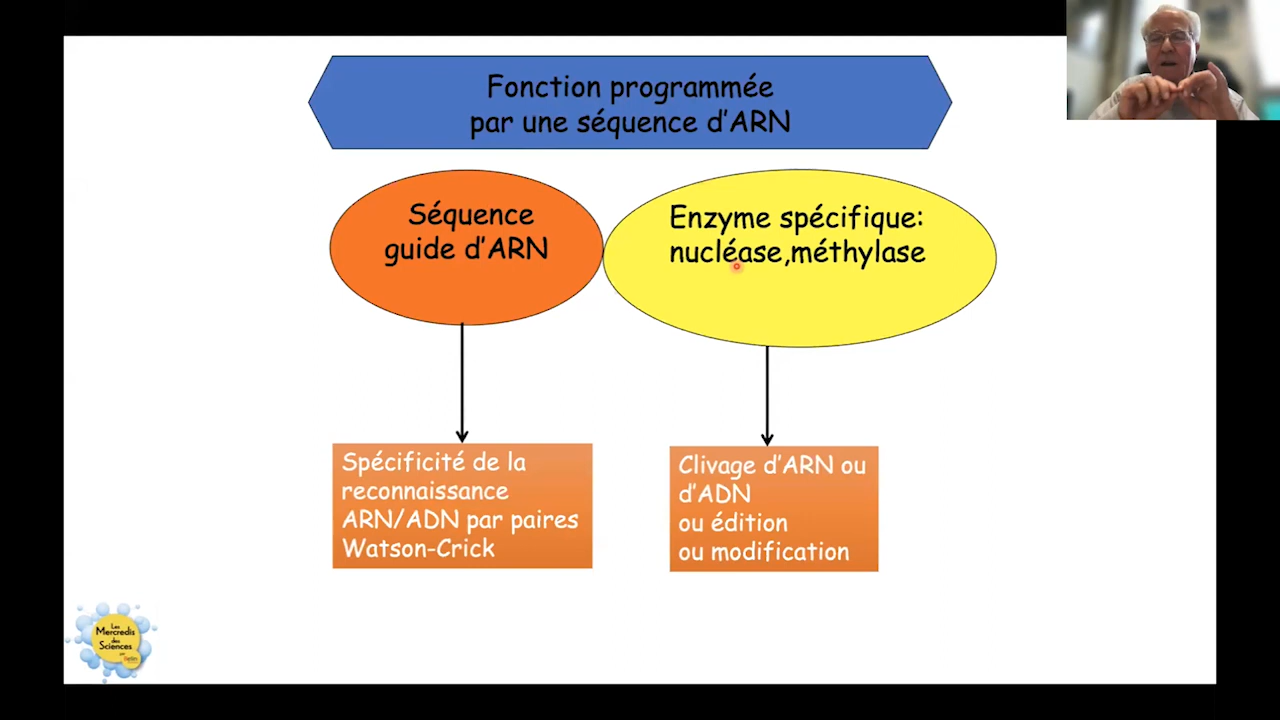 Fonction programmée
par une séquence d'ARN
Séquence
guide d'ARN
Enzyme spécifique:
nucléase,méthylase
Spécificité de la
reconnaissance
ARN/ADN par paires
Watson-Crick
Clivage d'ARN ou
d'ADN
ou édition
ou modification
Les
Mercredis
des
Sciences